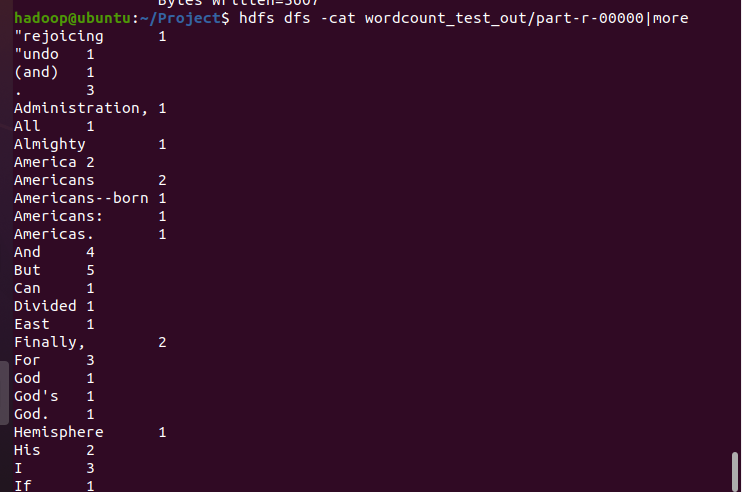 Bytes Written=3007
hadoop@ubuntu:~/Project$ hdfs dfs -cat wordcount_test_out/part-r-00000|more
"rejoicing 1
"undo 1
(and) 1
. 3
Administration, 1
All 1
Almighty 1
America 2
Americans 2
Americans--born 1
Americans: 1
Americas. 1
And 4
But 5
Can 1
Divided 1
East 1
Finally, 2
For 3
God 1
God's 1
God. 1
Hemisphere 1
His 2
I 3
If 1